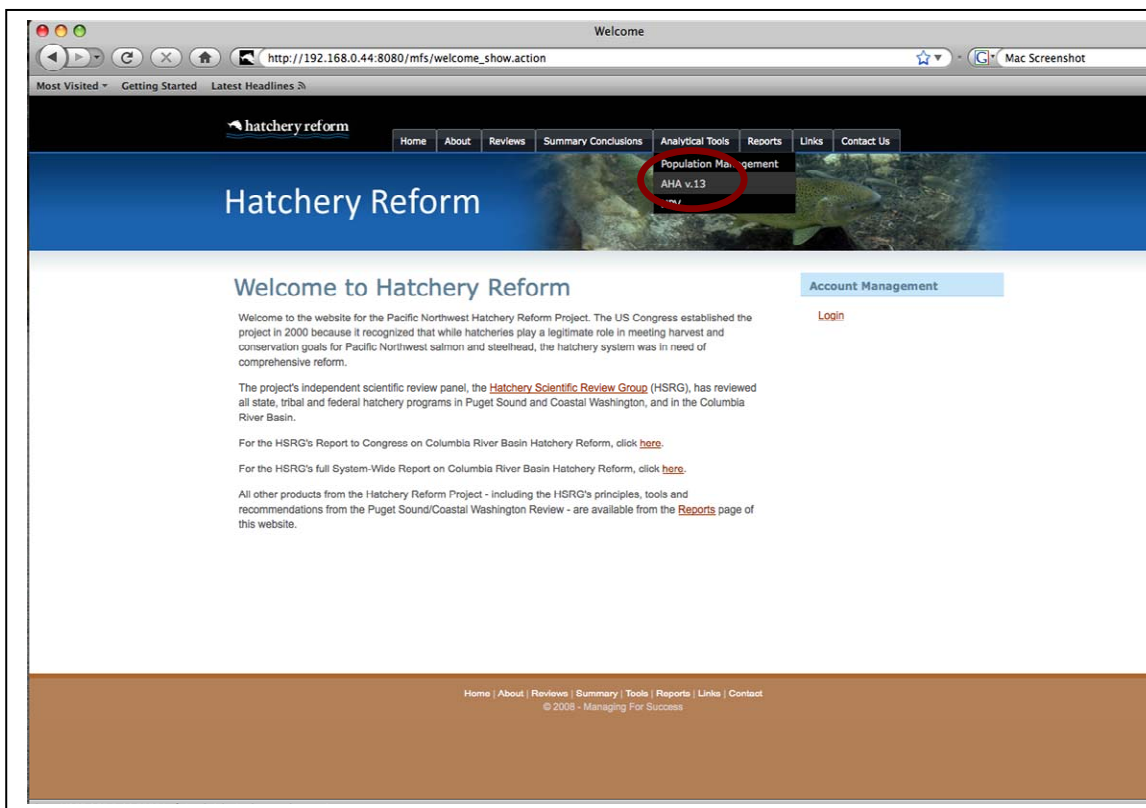 Welcome
http://192.168.0.44:8080/mfs/welcome_show.action
Mac Screenshot
Most Visited Getting Started Latest Headlines
hatchery reform
Home About Reviews Summary Conclusions Analytical Tools Reports Links Contact Us
Population Management
AHA v.13
Hatchery Reform
Welcome to Hatchery Reform
Welcome to the website for the Pacific Northwest Hatchery Reform Project. The US Congress established the
project in 2000 because it recognized that while hatcheries play a legitimate role in meeting harvest and
conservation goals for Pacific Northwest salmon and steelhead, the hatchery system was in need of
comprehensive reform.
The project's independent scientific review panel, the Hatchery Scientific Review Group (HSRG), has reviewed
all state, tribal and federal hatchery programs in Puget Sound and Coastal Washington, and in the Columbia
River Basin.
For the HSRG's Report to Congress on Columbia River Basin Hatchery Reform, click here.
For the HSRG's full System-Wide Report on Columbia River Basin Hatchery Reform, click here.
All other products from the Hatchery Reform Project - including the HSRG's principles, tools and
recommendations from the Puget Sound/Coastal Washington Review - are available from the Reports page of
this website.
Account Management
Login
Home | About | Reviews | Summary | Tools | Reports | Links | Contact
© 2008 - Managing For Success